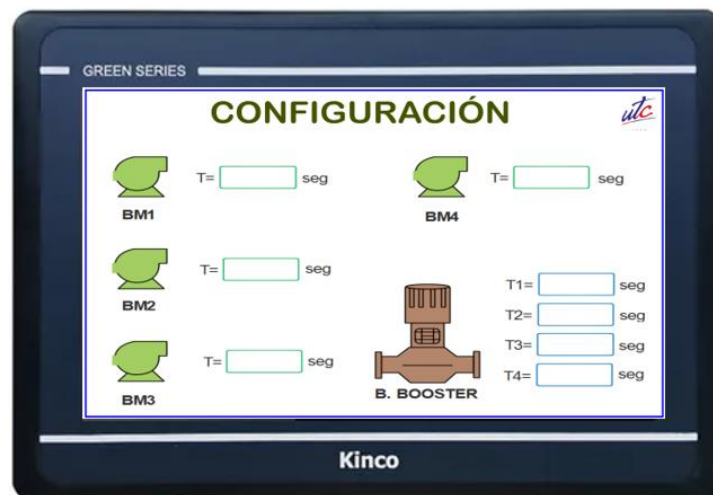 GREEN SERIES
CONFIGURACIÓN
utc
T= seg
BM1
T= seg
BM4
T= seg
BM2
T= seg
BM3
T1= seg
T2= seg
T3= seg
T4= seg
B. BOOSTER
Kinco